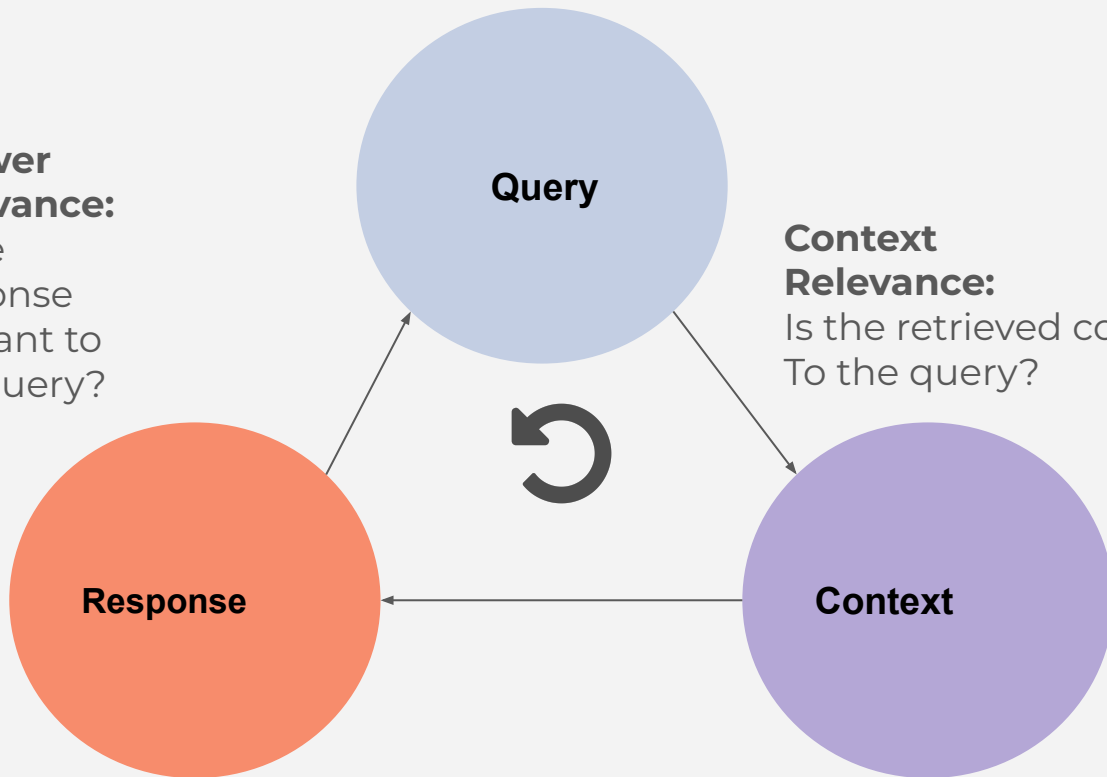 Query
ver
vance:
e
onse
ant to
uery?
Context
Relevance:
Is the retrieved co
To the query?
Response
Context